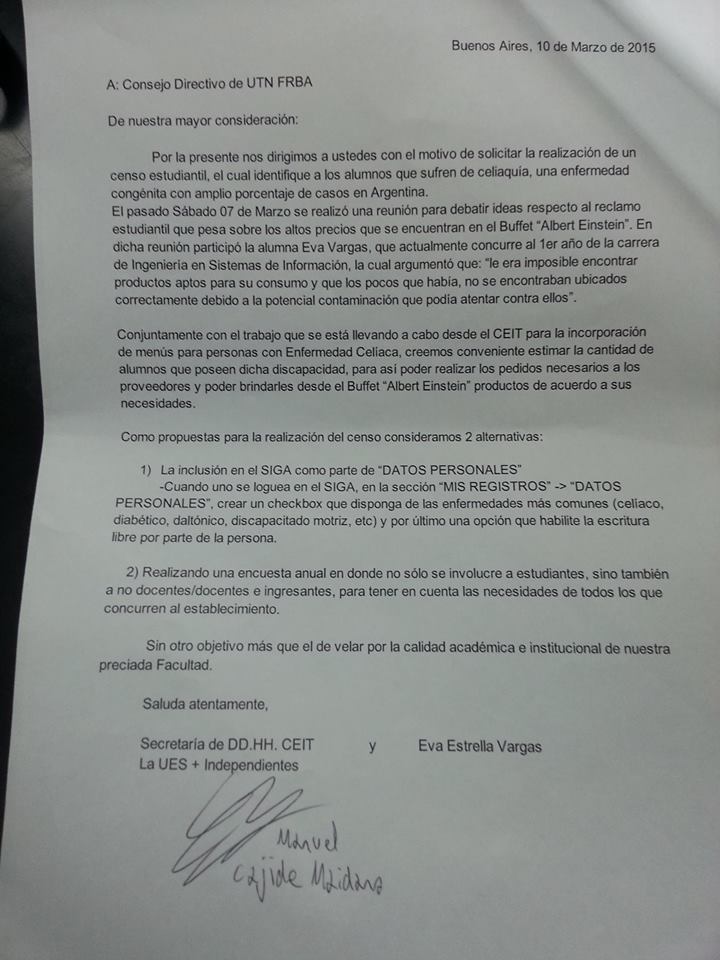 Buenos Aires, 10 de Marzo de 2015
A: Consejo Directivo de UTN FRBA
De nuestra mayor consideración:
Por la presente nos dirigimos a ustedes con el motivo de solicitar la realización de un
censo estudiantil, el cual identifique a los alumnos que sufren de celiaquía, una enfermedad
congénita con amplio porcentaje de casos en Argentina.
El pasado Sábado 07 de Marzo se realizó una reunión para debatir ideas respecto al reclamo
estudiantil que pesa sobre los altos precios que se encuentran en el Buffet “Albert Einstein”. En
dicha reunión participó la alumna Eva Vargas, que actualmente concurre al 1er año de la carrera
de Ingeniería en Sistemas de Información, la cual argumentó que: “le era imposible encontrar
productos aptos para su consumo y que los pocos que había, no se encontraban ubicados
correctamente debido a la potencial contaminación que podía atentar contra ellos”.
Conjuntamente con el trabajo que se está llevando a cabo desde el CEIT para la incorporación
de menús para personas con Enfermedad Celíaca, creemos conveniente estimar la cantidad de
alumnos que poseen dicha discapacidad, para así poder realizar los pedidos necesarios a los
proveedores y poder brindarles desde el Buffet “Albert Einstein” productos de acuerdo a sus
necesidades.
Como propuestas para la realización del censo consideramos 2 alternativas:
1) La inclusión en el SIGA como parte de “DATOS PERSONALES”
-Cuando uno se loguea en el SIGA, en la sección “MIS REGISTROS” -> “DATOS
PERSONALES”, crear un checkbox que disponga de las enfermedades más comunes (celíaco,
diabético, daltónico, discapacitado motriz, etc) y por último una opción que habilite la escritura
libre por parte de la persona.
2) Realizando una encuesta anual en donde no sólo se involucre a estudiantes, sino también
a no docentes/docentes e ingresantes, para tener en cuenta las necesidades de todos los que
concurren al establecimiento.
Sin otro objetivo más que el de velar por la calidad académica e institucional de nuestra
preciada Facultad.
Saluda atentamente,
Secretaría de DD.HH. CEIT y Eva Estrella Vargas
La UES + Independientes
Manuel
Cajide Maidana